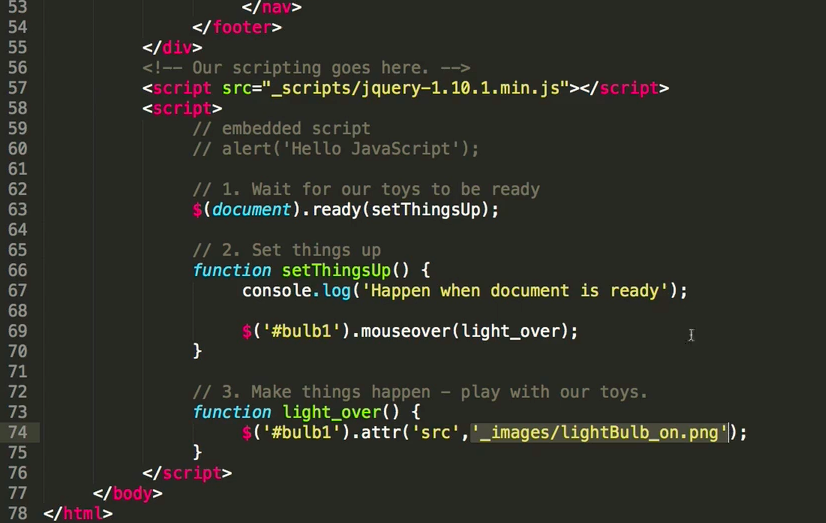 53 </nav>
54 </footer>
55 </div>
56 <!-- Our scripting goes here. -->
57 <script src="_scripts/jquery-1.10.1.min.js"></script>
58 <script>
59 // embedded script
60 // alert('Hello JavaScript');
61
62 // 1. Wait for our toys to be ready
63 $(document).ready(setThingsUp);
64
65 // 2. Set things up
66 function setThingsUp() {
67 console.log('Happen when document is ready');
68
69 $('#bulb1').mouseover(light_over);
70 }
71
72 // 3. Make things happen – play with our toys.
73 function light_over() {
74 $('#bulb1').attr('src','_images/lightBulb_on.png');
75 }
76 </script>
77 </body>
78 </html>